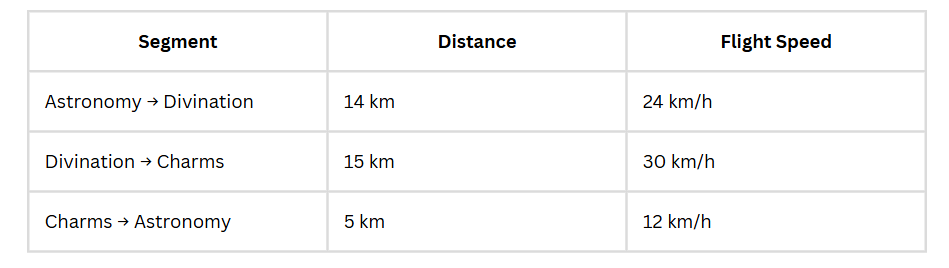 Segment Distance Flight Speed
Astronomy → Divination 14 km 24 km/h
Divination → Charms 15 km 30 km/h
Charms → Astronomy 5 km 12 km/h